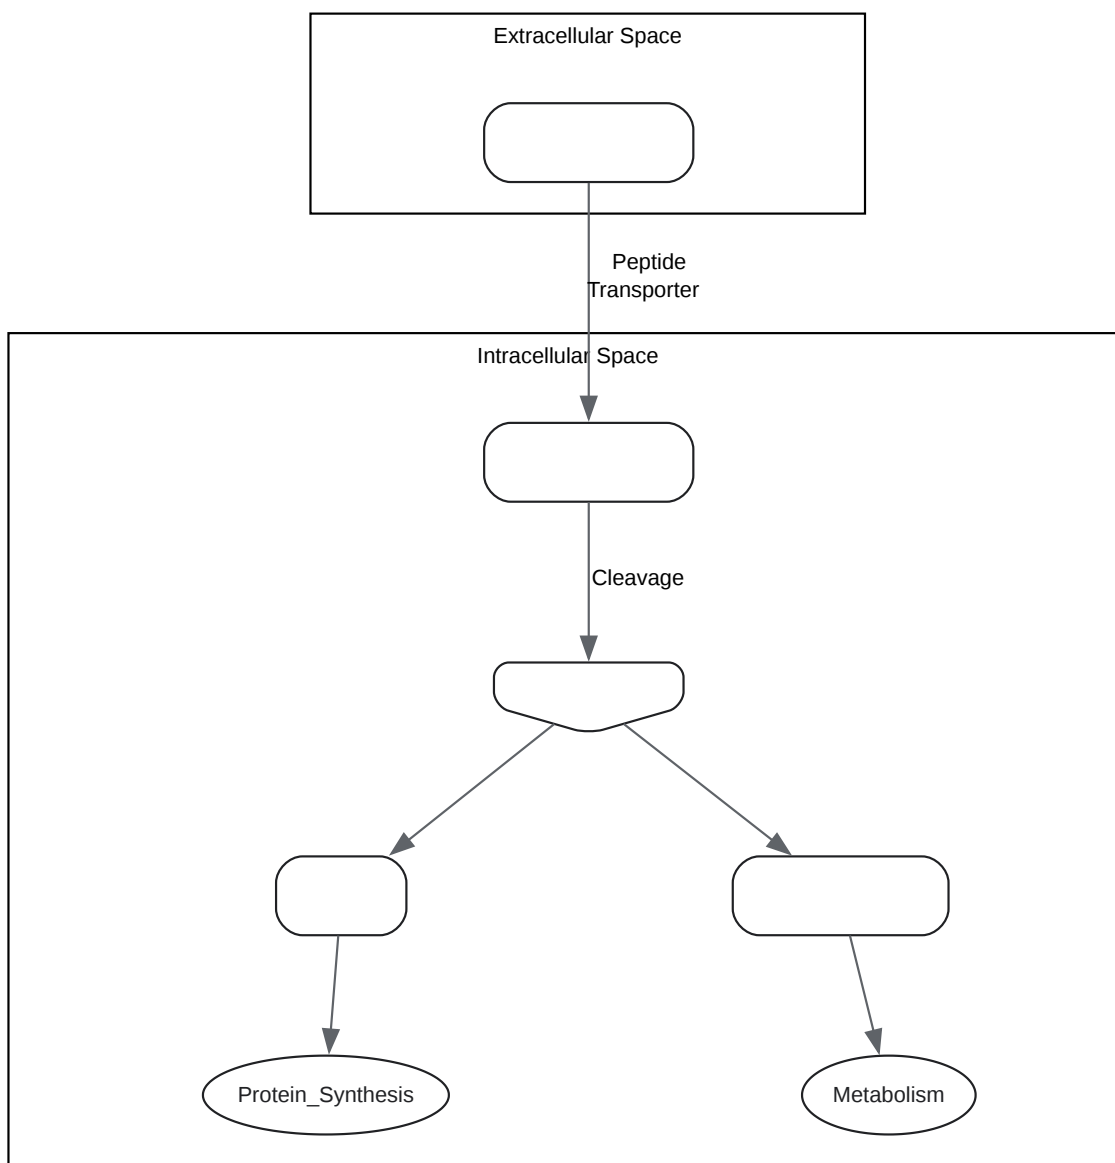 Extracellular Space
Peptide
Transporter
Intracellular Space
Cleavage
Protein_Synthesis
Metabolism